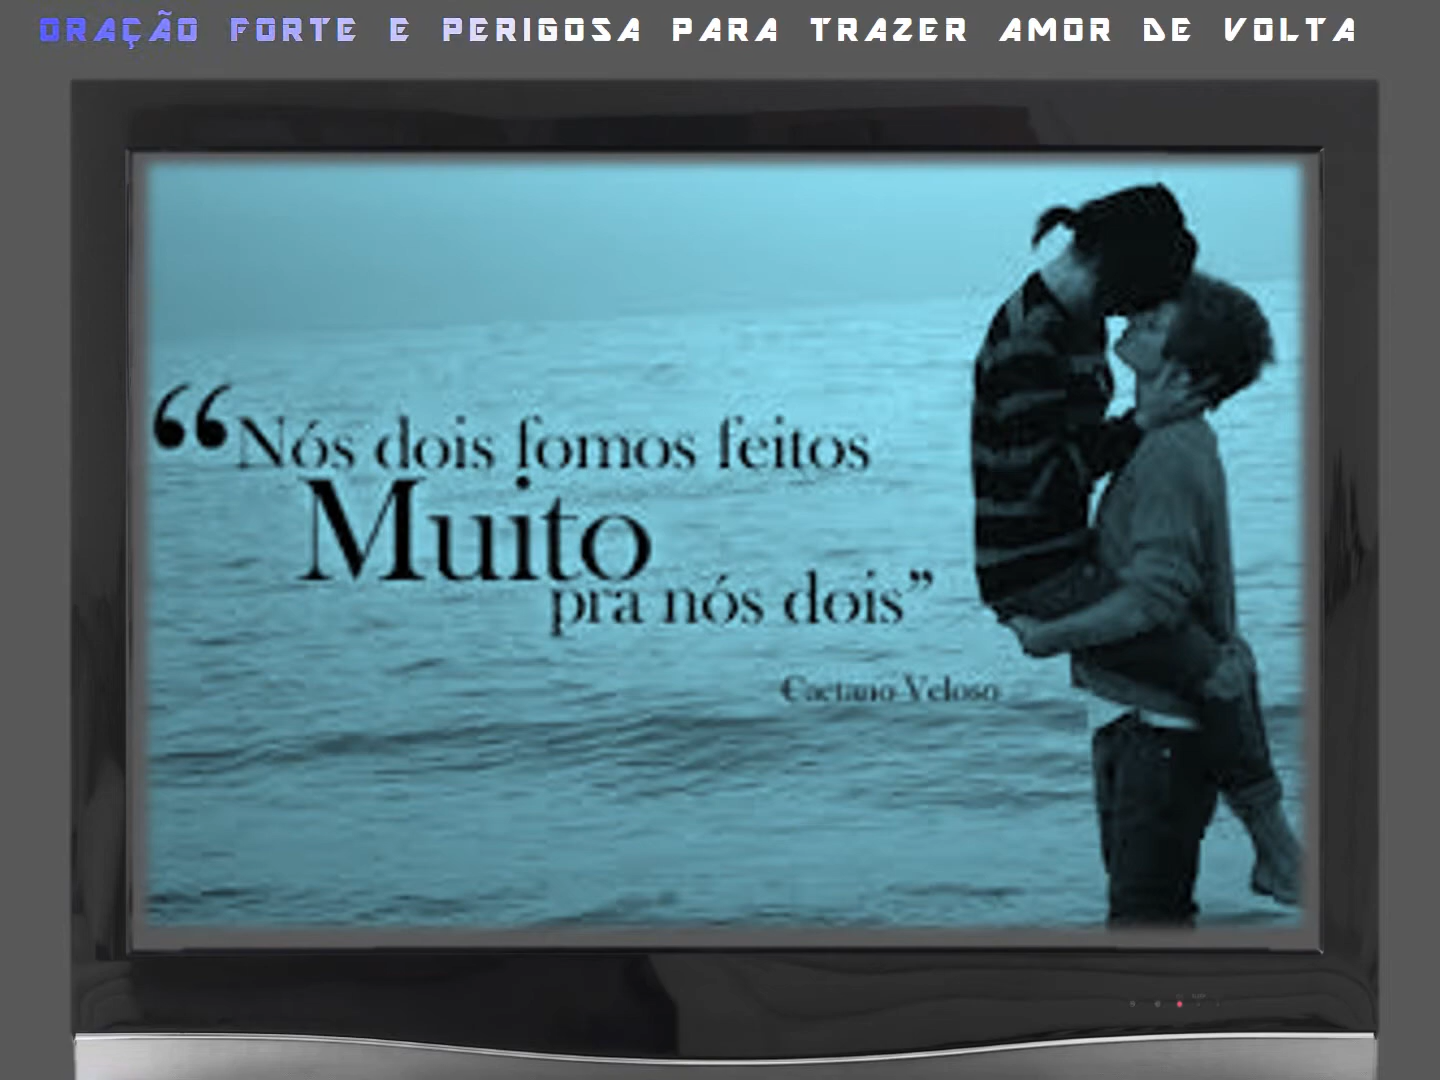 ORAÇÃO FORTE E PERIGOSA PARA TRAZER AMOR DE VOLTA
“Nós dois fomos feitos
Muito
pra nós dois”
Caetano Veloso